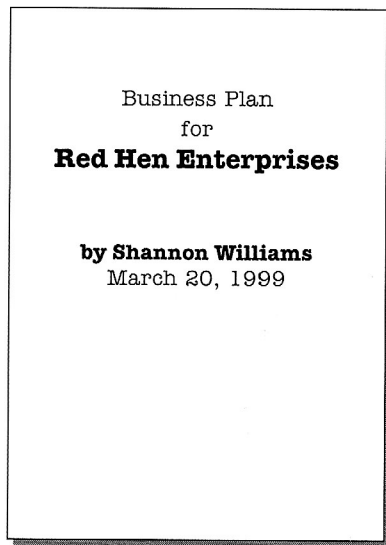 Business Plan
for
Red Hen Enterprises
by Shannon Williams
March 20, 1999